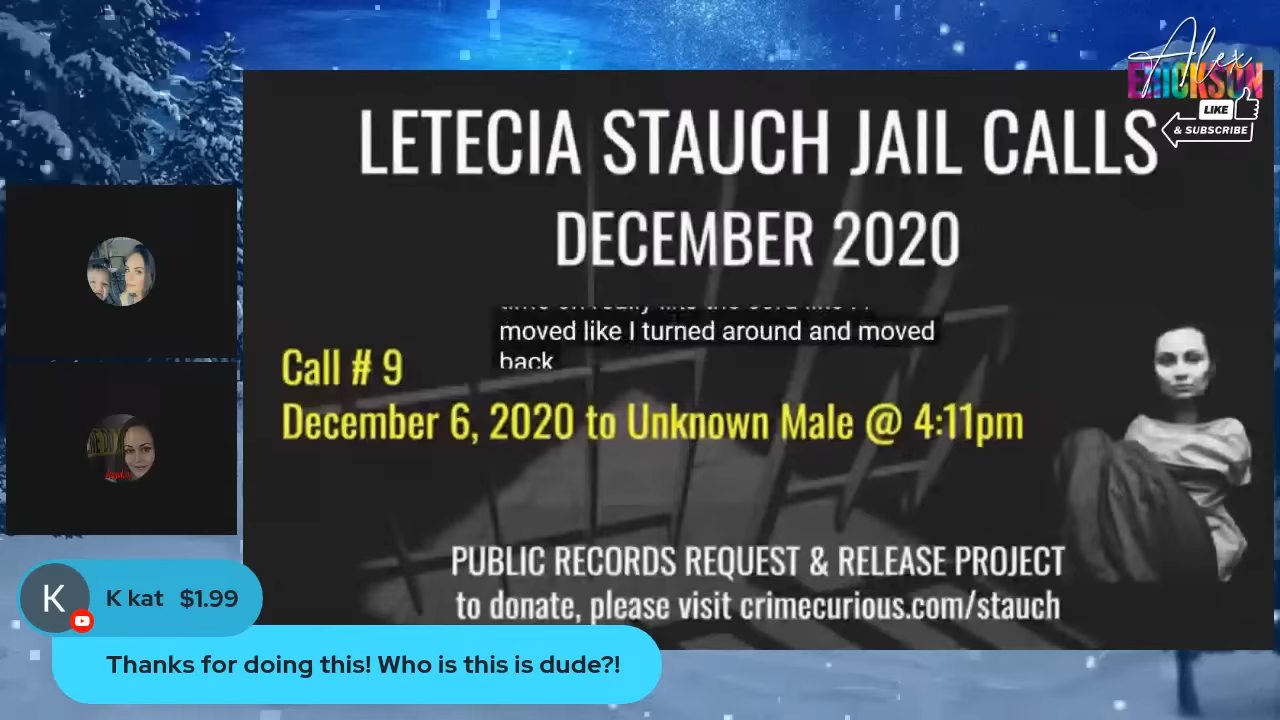 Alex
ERICKSON
LIKE
& SUBSCRIBE
LETECIA STAUCH JAIL CALLS
DECEMBER 2020
moved like I turned around and moved
back
Call # 9
December 6, 2020 to Unknown Male @ 4:11pm
PUBLIC RECORDS REQUEST & RELEASE PROJECT
to donate, please visit crimecurious.com/stauch
K
K kat $1.99
Thanks for doing this! Who is this is dude?!